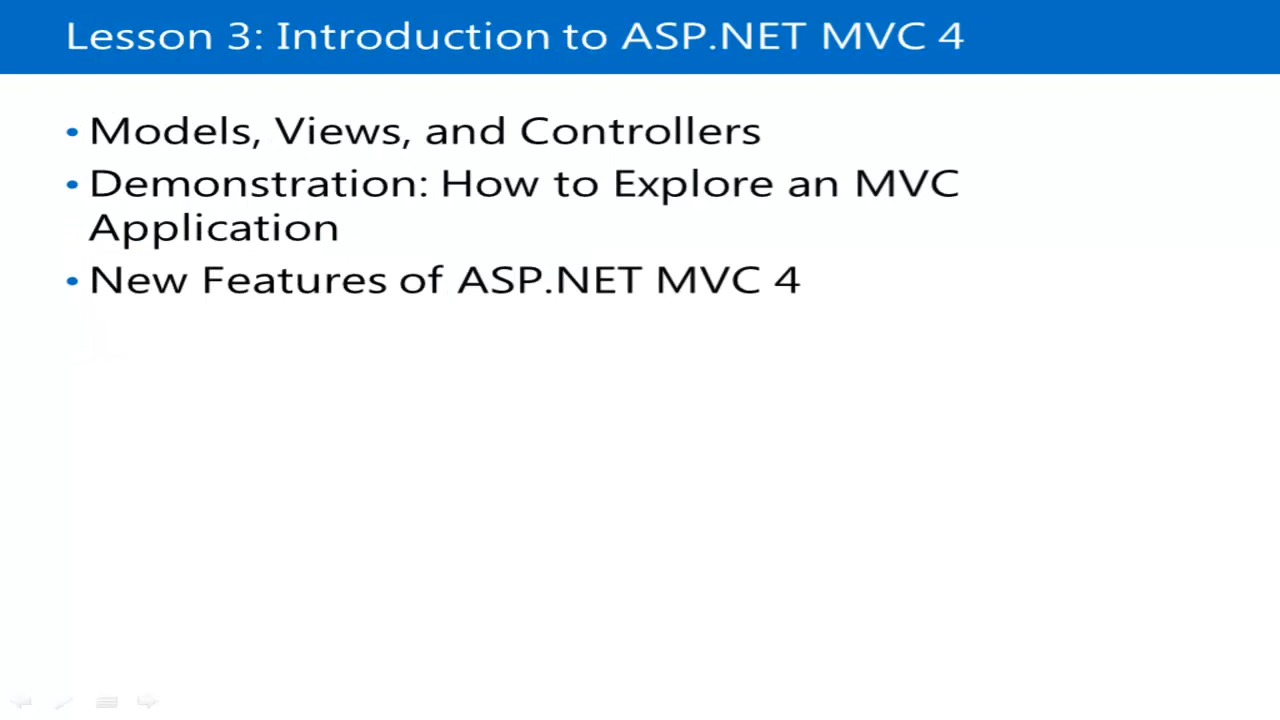 Lesson 3: Introduction to ASP.NET MVC 4
• Models, Views, and Controllers
• Demonstration: How to Explore an MVC
Application
• New Features of ASP.NET MVC 4